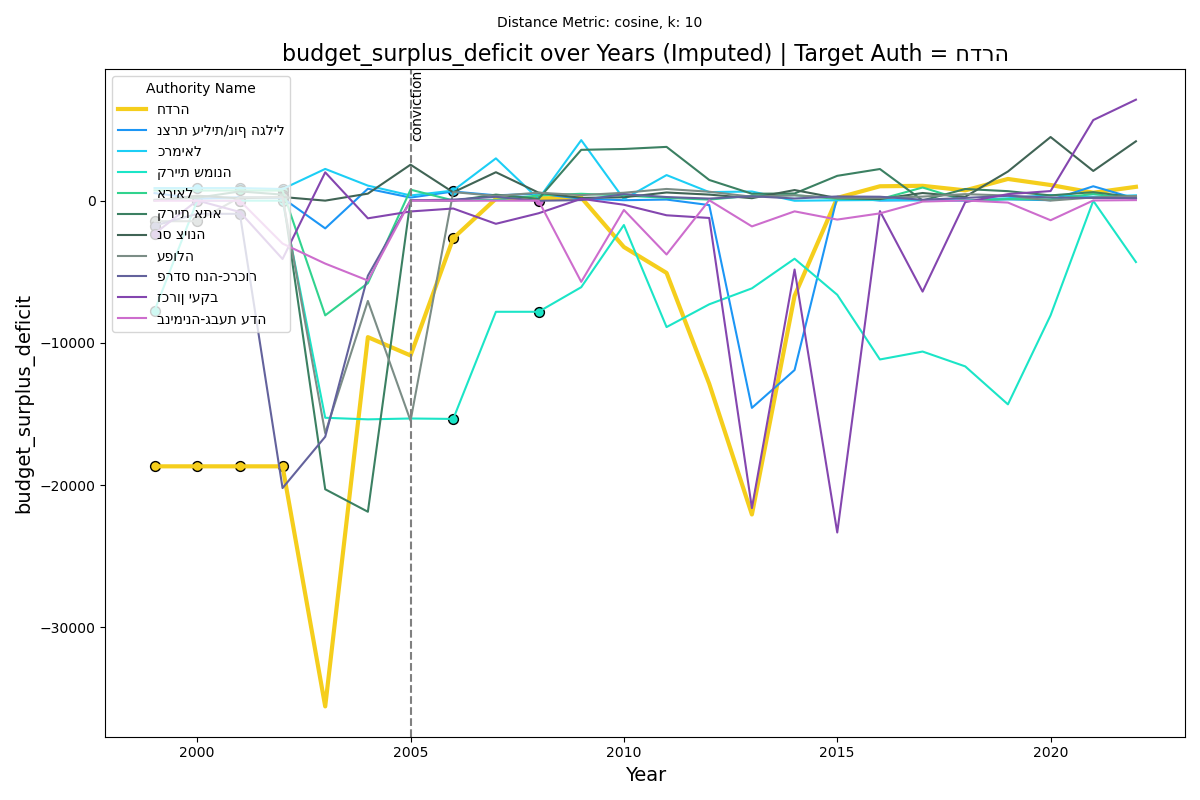 Distance Metric: cosine, k: 10
budget_surplus_deficit over Years (Imputed) | Target Auth = חדרה
Authority Name
חדרה
נצרת עילית/נוף הגליל
כרמיאל
קריית שמונה
אריאל
קריית אתא
נס ציונה
עפולה
פרדס חנה-כרכור
זכרון יעקב
בנימינה-גבעת עדה
conviction
budget_surplus_deficit
0
−10000
−20000
−30000
2000
2005
2010
2015
2020
Year